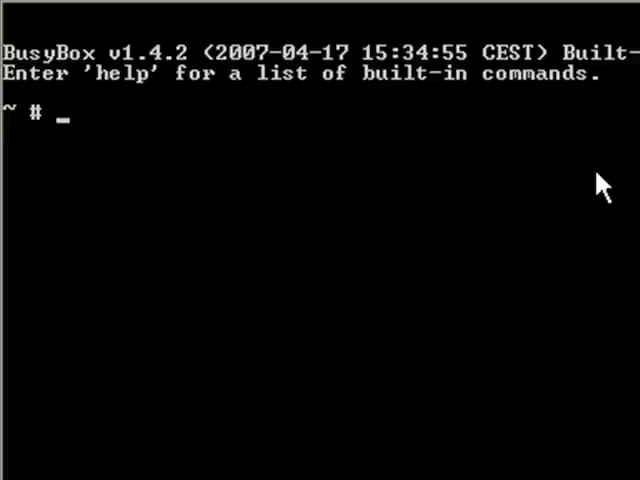 BusyBox v1.4.2 (2007-04-17 15:34:55 CEST) Built-
Enter 'help' for a list of built-in commands.
~ # _